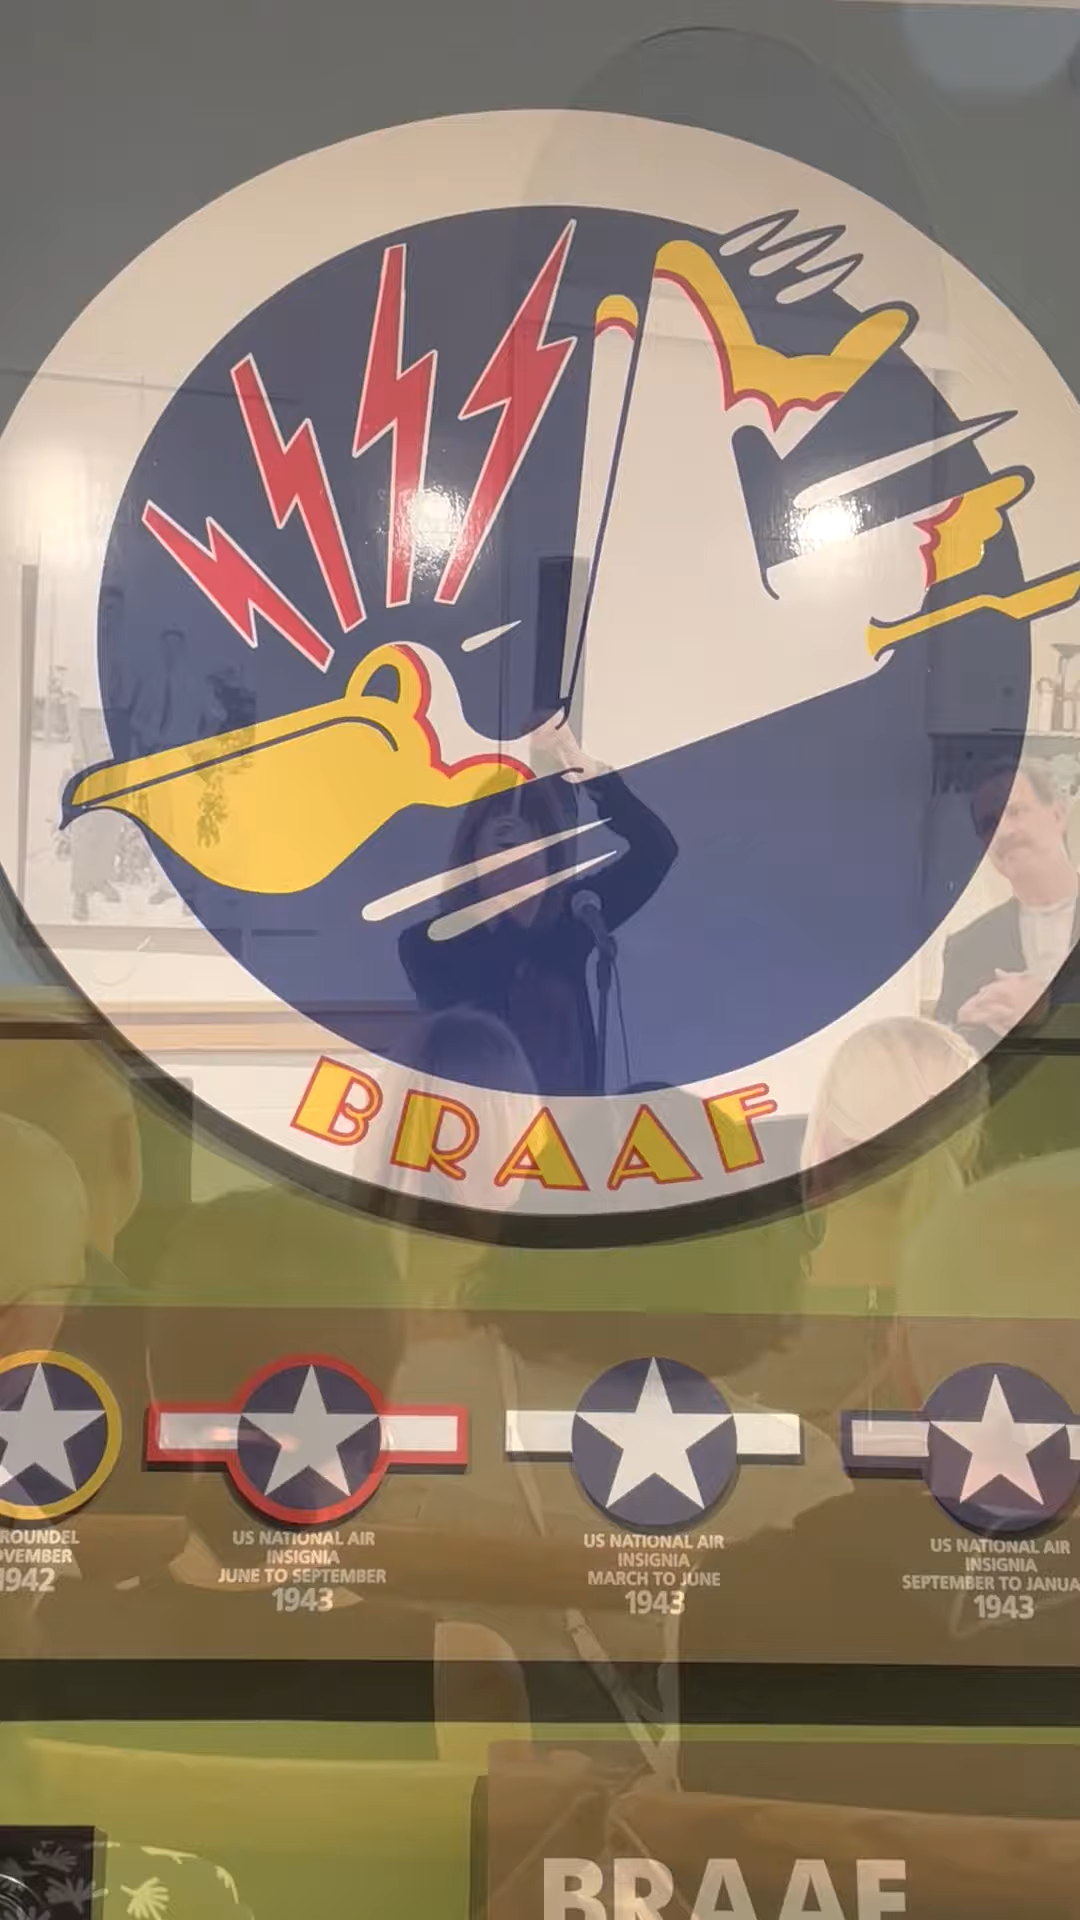 BRAAF
ROUNDEL
1942
US NATIONAL AIR
INSIGNIA
JUNE TO SEPTEMBER
1943
US NATIONAL AIR
INSIGNIA
MARCH TO JUNE
1943
US NATIONAL AIR
INSIGNIA
SEPTEMBER TO JANUA
1943
BRAAF